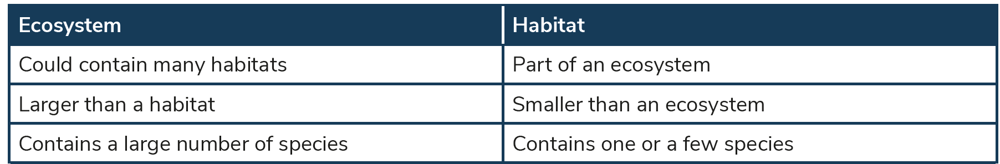 Ecosystem Habitat
Could contain many habitats Part of an ecosystem
Larger than a habitat Smaller than an ecosystem
Contains a large number of species Contains one or a few species